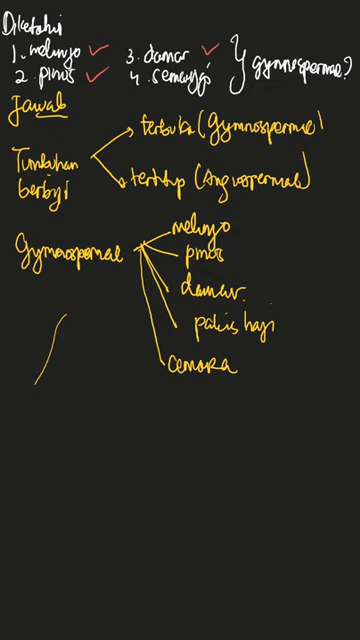 Diketahui
1. melinjo 3. damar
2. pinus 4. semanggi } gymnospermae?
Jawab
Tumbuhan berbiji
terbuka (Gymnospermae)
tertutup (Angiospermae)
Gymnospermae
melinjo
pinus
damar
pakis haji
cemara